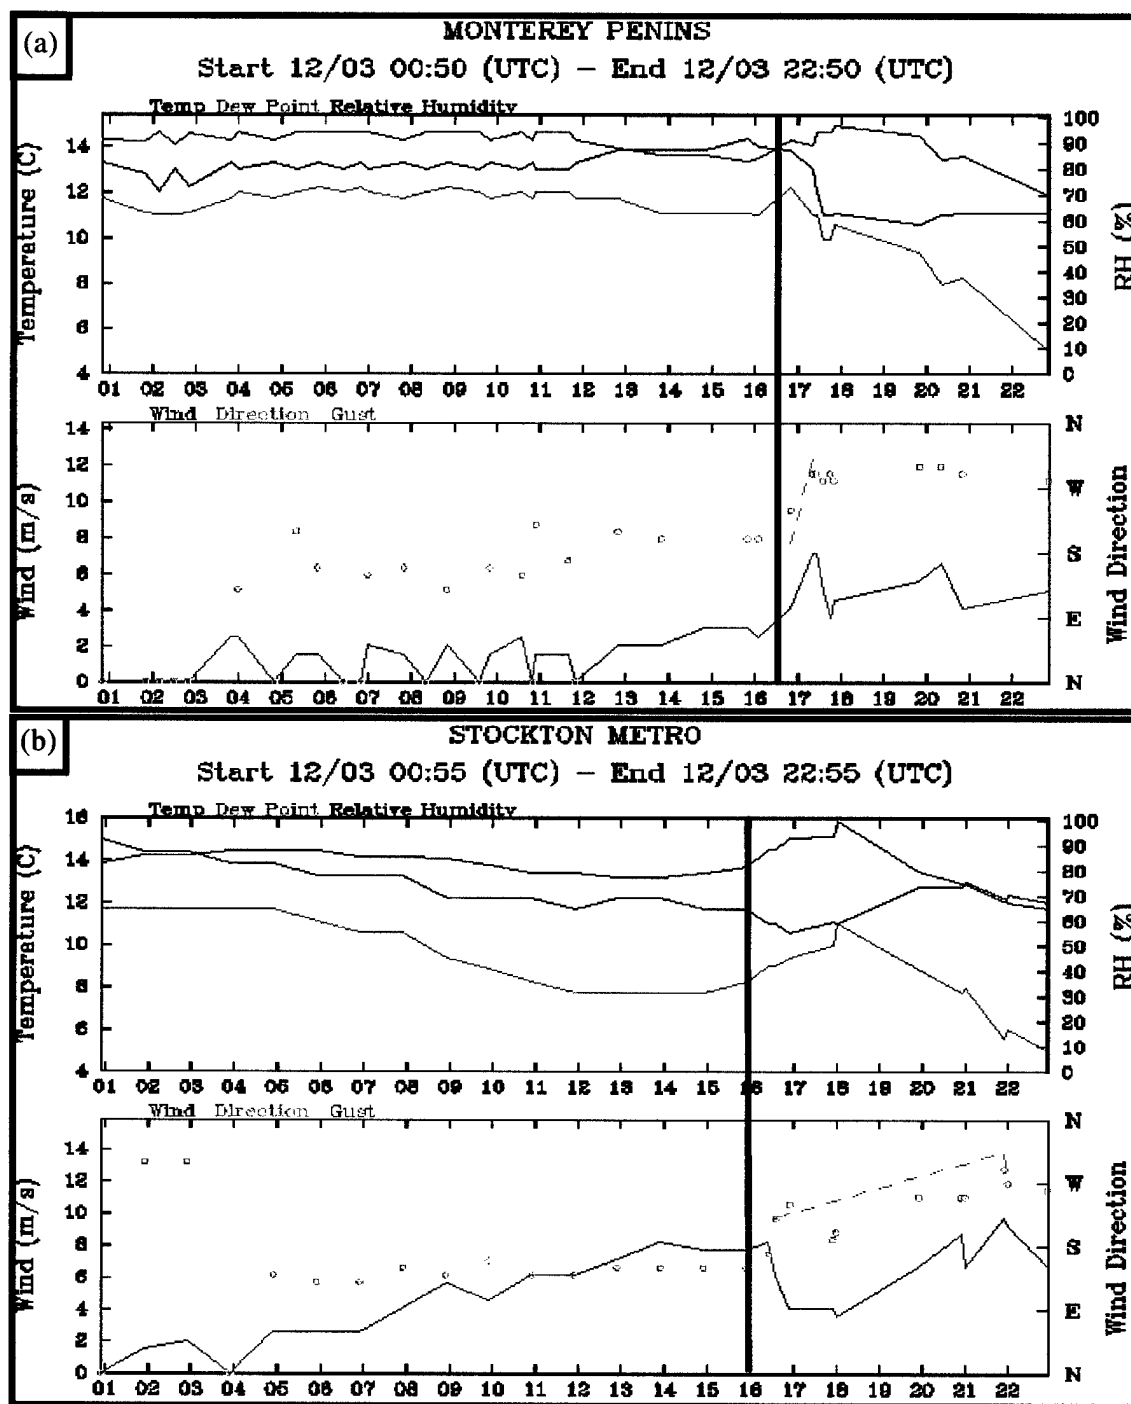 (a)
MONTEREY PENINS
Start 12/03 00:50 (UTC) – End 12/03 22:50 (UTC)
Temp Dew Point Relative Humidity
Temperature (C)
14
12
10
8
6
4
100
90
80
70
60
50
40
30
20
10
0
RH (%)
01 02 03 04 05 06 07 08 09 10 11 12 13 14 15 16 17 18 19 20 21 22
Wind Direction Gust
Wind (m/s)
14
12
10
8
6
4
2
0
N
W
S
E
N
Wind Direction
01 02 03 04 05 06 07 08 09 10 11 12 13 14 15 16 17 18 19 20 21 22
(b)
STOCKTON METRO
Start 12/03 00:55 (UTC) – End 12/03 22:55 (UTC)
Temp Dew Point Relative Humidity
Temperature (C)
16
14
12
10
8
6
4
100
90
80
70
60
50
40
30
20
10
0
RH (%)
01 02 03 04 05 06 07 08 09 10 11 12 13 14 15 16 17 18 19 20 21 22
Wind Direction Gust
Wind (m/s)
14
12
10
8
6
4
2
0
N
W
S
E
N
Wind Direction
01 02 03 04 05 06 07 08 09 10 11 12 13 14 15 16 17 18 19 20 21 22